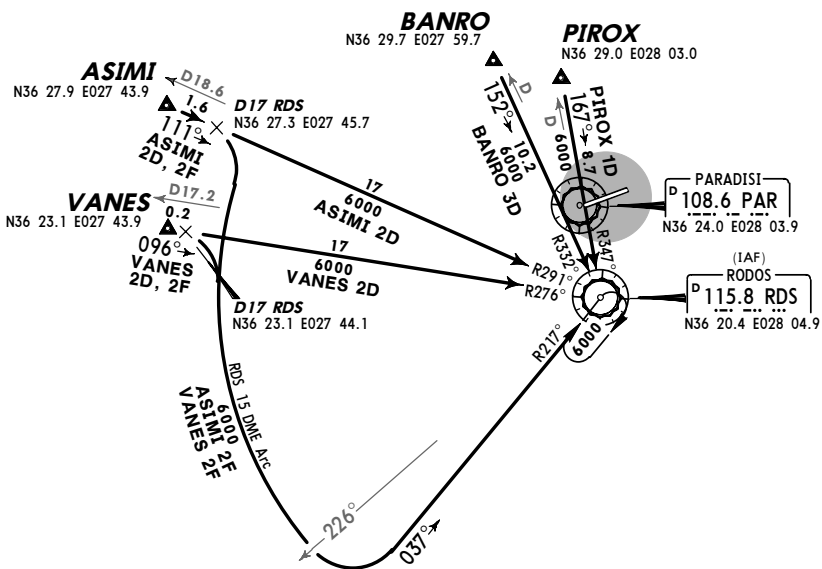 BANRO
N36 29.7 E027 59.7
PIROX
N36 29.0 E028 03.0
ASIMI
N36 27.9 E027 43.9
D18.6
1.6
111°
ASIMI
2D, 2F
D17 RDS
N36 27.3 E027 45.7
VANES
N36 23.1 E027 43.9
D17.2
0.2
096°
VANES
2D, 2F
D17 RDS
N36 23.1 E027 44.1
17
6000
ASIMI 2D
17
6000
VANES 2D
152°
D
10.2
6000
BANRO 3D
167°
D
8.7
6000
PIROX 1D
R332°
R347°
R291°
R276°
R217°
PARADISI
D 108.6 PAR
N36 24.0 E028 03.9
(IAF)
RODOS
D 115.8 RDS
N36 20.4 E028 04.9
6000
RDS 15 DME Arc
6000
ASIMI 2F
VANES 2F
226°
037°